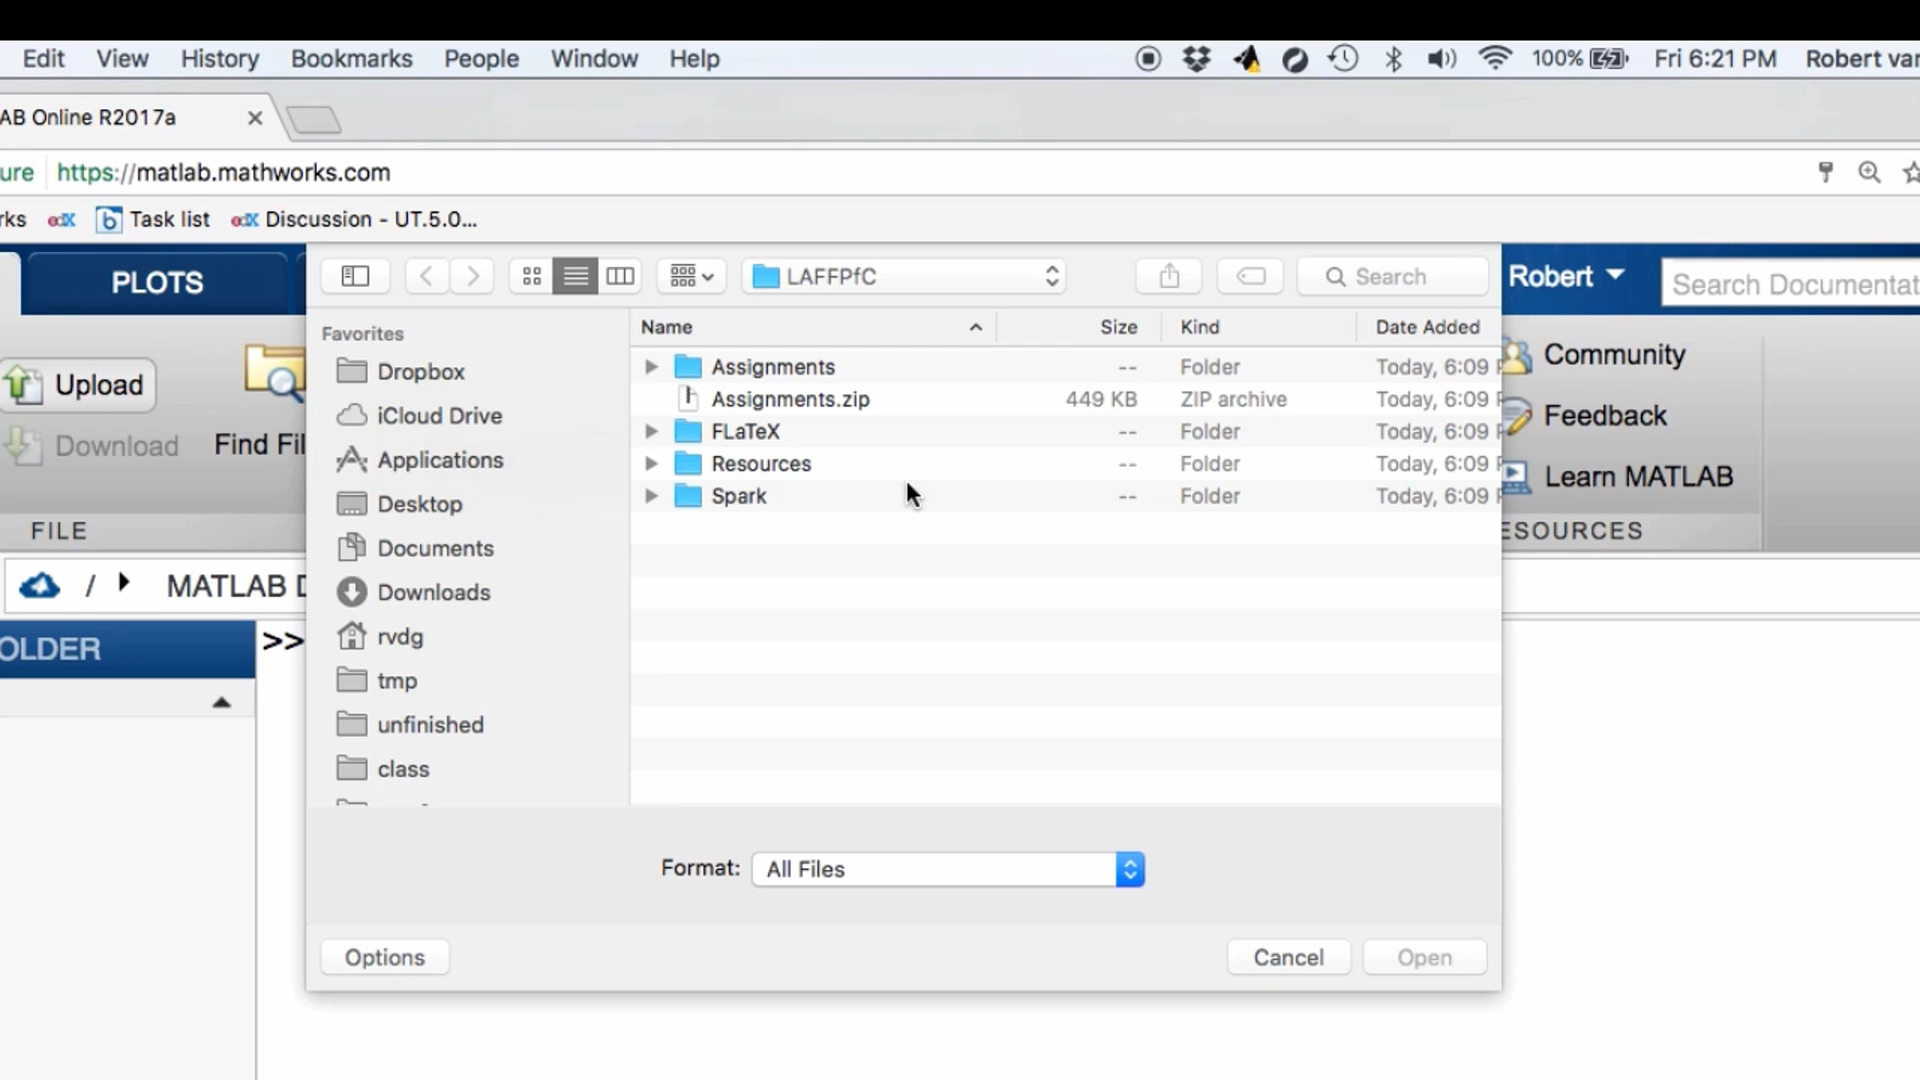 Edit View History Bookmarks People Window Help 100% Fri 6:21 PM Robert var
AB Online R2017a
ure https://matlab.mathworks.com
rks edX Task list edX Discussion - UT.5.0...
PLOTS LAFFPfC Search Robert Search Documentat
Favorites Name Size Kind Date Added
Dropbox
iCloud Drive
Applications
Desktop
Documents
Downloads
rvdg
tmp
unfinished
class
Assignments -- Folder Today, 6:09 P
Assignments.zip 449 KB ZIP archive Today, 6:09 P
FLaTeX -- Folder Today, 6:09 P
Resources -- Folder Today, 6:09 P
Spark -- Folder Today, 6:09 P
Upload
Download Find Fil
FILE
Community
Feedback
Learn MATLAB
ESOURCES
/ MATLAB D
OLDER >>
Format: All Files
Options Cancel Open